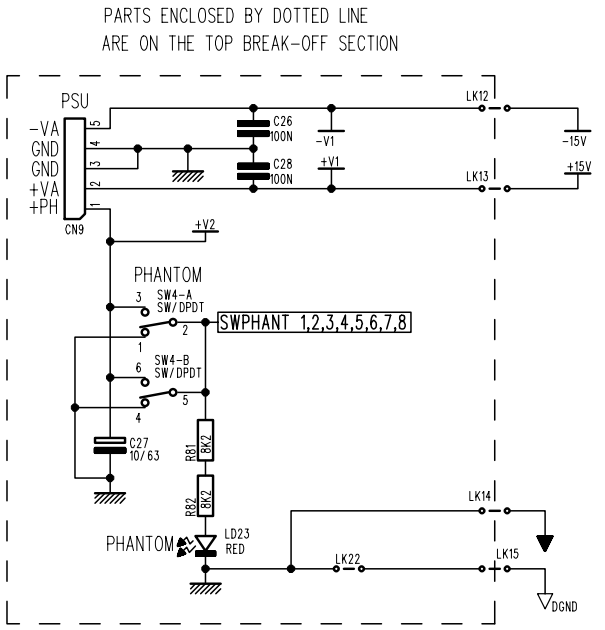 PARTS ENCLOSED BY DOTTED LINE
ARE ON THE TOP BREAK-OFF SECTION
PSU
LK12
-VA 5
C26
100N
-V1
-15V
GND 4
GND 3
C28
100N
+V1
+15V
+VA 2
LK13
+PH 1
CN9
+V2
PHANTOM
3
SW4-A
SW/DPDT
2
SWPHANT 1,2,3,4,5,6,7,8
1
6
SW4-B
SW/DPDT
5
4
C27
10/63
R81
8K2
R82
8K2
LK14
PHANTOM
LD23
RED
LK22
LK15
DGND